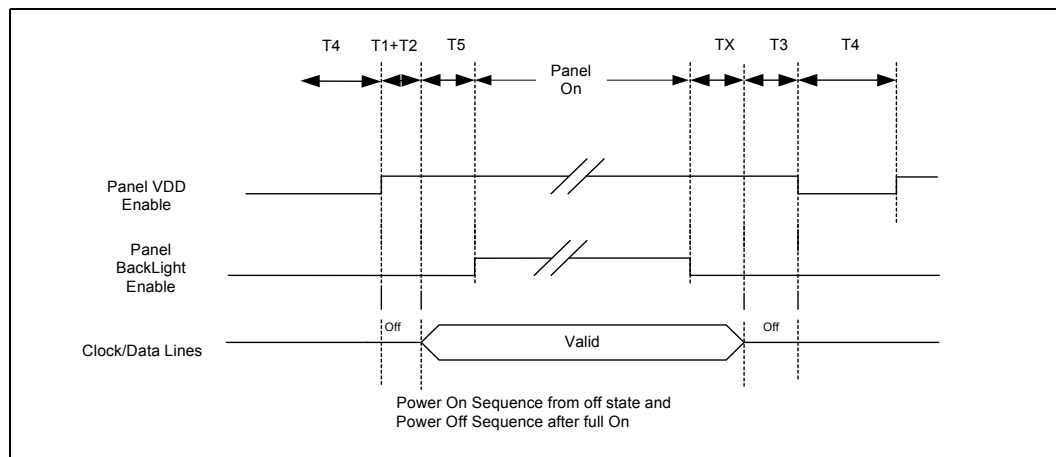 T4 T1+T2 T5 TX T3 T4
Panel
On
Panel VDD
Enable
Panel
BackLight
Enable
Off Off
Clock/Data Lines Valid
Power On Sequence from off state and
Power Off Sequence after full On